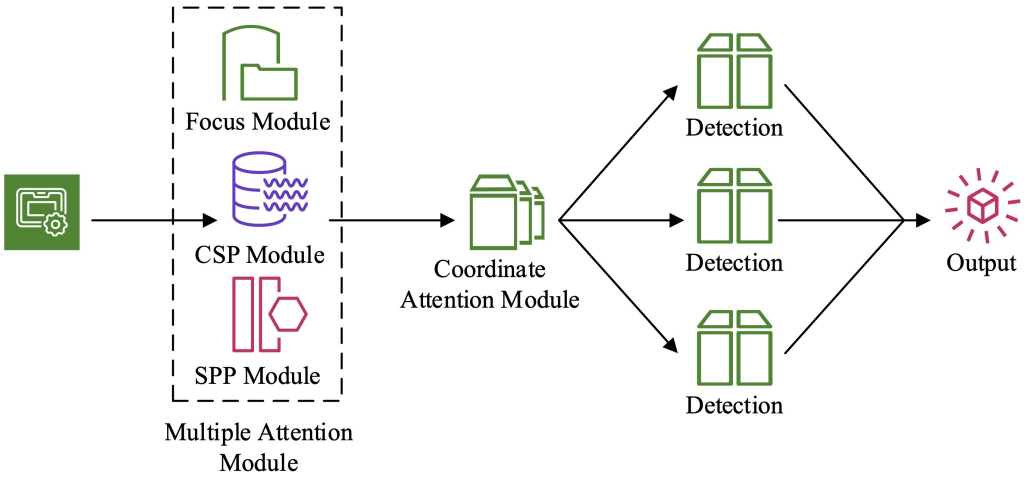 Focus Module
CSP Module
SPP Module
Multiple Attention
Module
Coordinate
Attention Module
Detection
Detection
Detection
Output